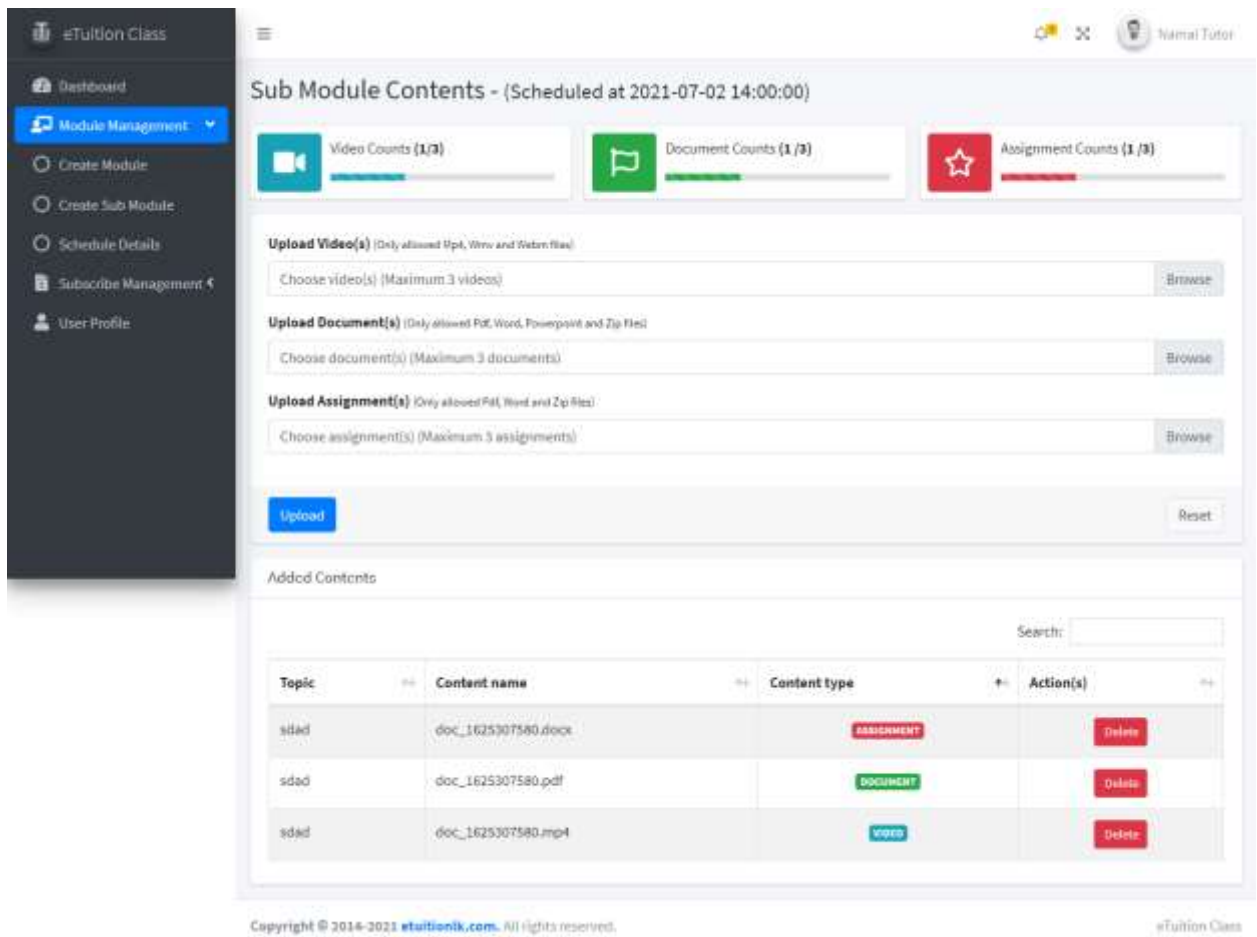 eTuition Class
Namal Tutor
Dashboard
Module Management
Create Module
Create Sub Module
Schedule Details
Subscribe Management
User Profile
Sub Module Contents - (Scheduled at 2021-07-02 14:00:00)
Video Counts (1/3)
Document Counts (1 /3)
Assignment Counts (1 /3)
Upload Video(s) (Only allowed Mp4, Wmv and Webm files)
Choose video(s) (Maximum 3 videos)
Browse
Upload Document(s) (Only allowed Pdf, Word, Powerpoint and Zip files)
Choose document(s) (Maximum 3 documents)
Browse
Upload Assignment(s) (Only allowed Pdf, Word and Zip files)
Choose assignment(s) (Maximum 3 assignments)
Browse
Upload
Reset
Added Contents
Search:
Topic Content name Content type Action(s)
sdad doc_1625307580.docx ASSIGNMENT Delete
sdad doc_1625307580.pdf DOCUMENT Delete
sdad doc_1625307580.mp4 VIDEO Delete
Copyright © 2014-2021 etuitionlk.com. All rights reserved.
eTuition Class